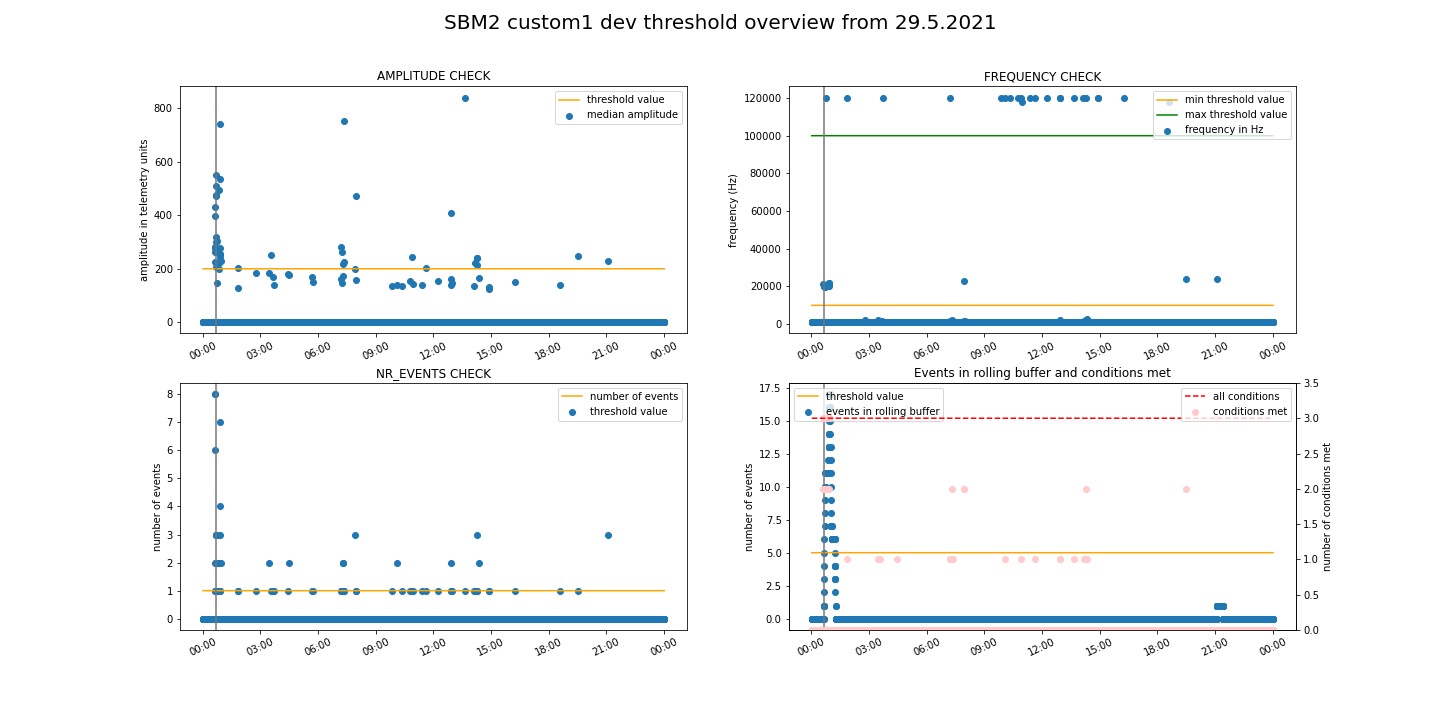 SBM2 custom1 dev threshold overview from 29.5.2021
AMPLITUDE CHECK
amplitude in telemetry units
800
600
400
200
0
threshold value
median amplitude
00:00 03:00 06:00 09:00 12:00 15:00 18:00 21:00 00:00
FREQUENCY CHECK
frequency (Hz)
120000
100000
80000
60000
40000
20000
0
min threshold value
max threshold value
frequency in Hz
00:00 03:00 06:00 09:00 12:00 15:00 18:00 21:00 00:00
NR_EVENTS CHECK
number of events
8
7
6
5
4
3
2
1
0
number of events
threshold value
00:00 03:00 06:00 09:00 12:00 15:00 18:00 21:00 00:00
Events in rolling buffer and conditions met
number of events
17.5
15.0
12.5
10.0
7.5
5.0
2.5
0.0
threshold value
events in rolling buffer
all conditions
conditions met
3.5
3.0
2.5
2.0
1.5
1.0
0.5
0.0
number of conditions met
00:00 03:00 06:00 09:00 12:00 15:00 18:00 21:00 00:00